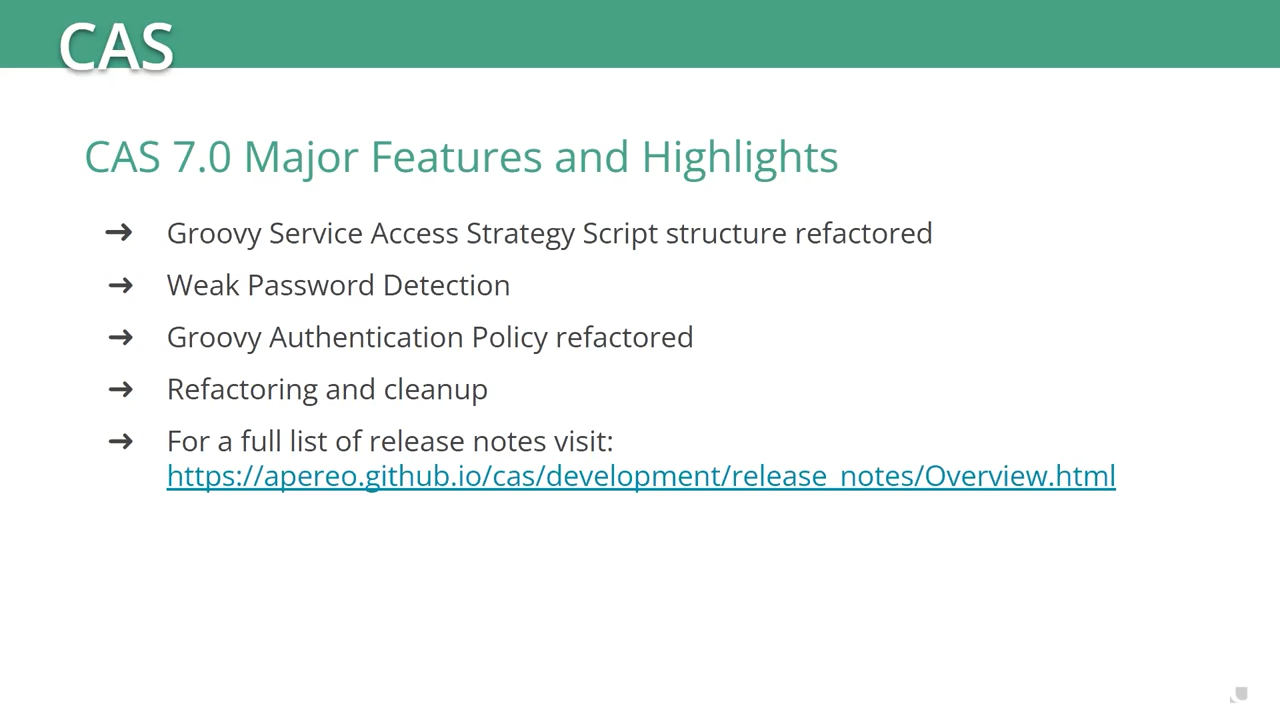 CAS
CAS 7.0 Major Features and Highlights
➔ Groovy Service Access Strategy Script structure refactored
➔ Weak Password Detection
➔ Groovy Authentication Policy refactored
➔ Refactoring and cleanup
➔ For a full list of release notes visit:
https://apereo.github.io/cas/development/release_notes/Overview.html